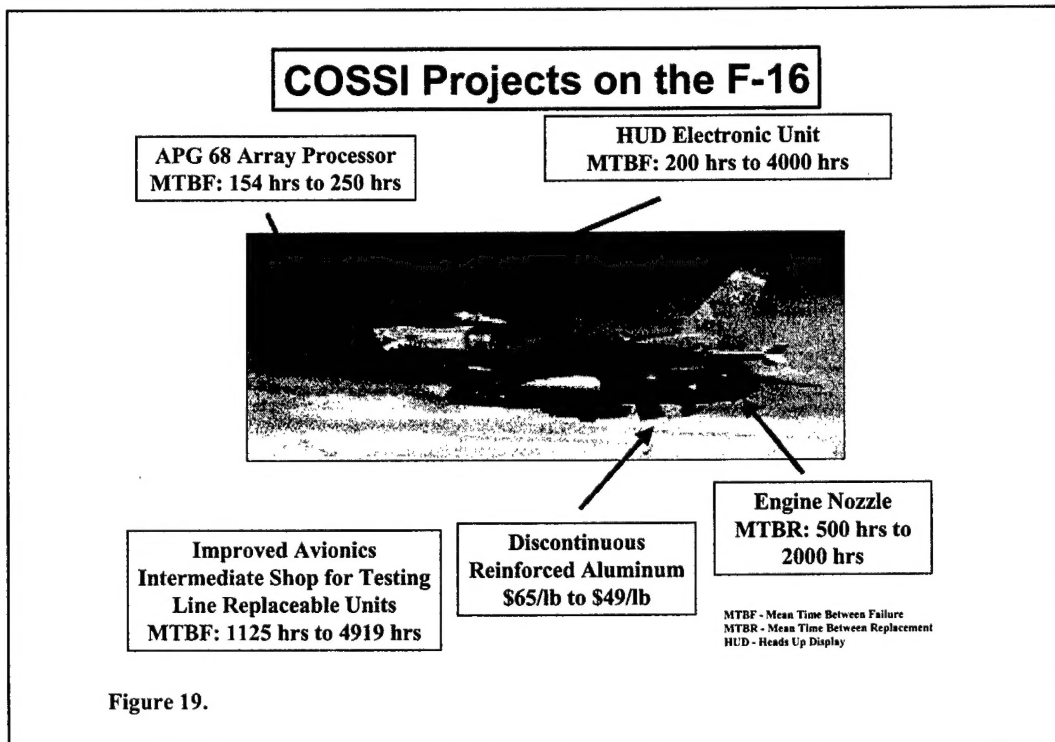 COSSI Projects on the F-16
APG 68 Array Processor
MTBF: 154 hrs to 250 hrs
HUD Electronic Unit
MTBF: 200 hrs to 4000 hrs
Improved Avionics
Intermediate Shop for Testing
Line Replaceable Units
MTBF: 1125 hrs to 4919 hrs
Discontinuous
Reinforced Aluminum
$65/lb to $49/lb
Engine Nozzle
MTBR: 500 hrs to
2000 hrs
MTBF - Mean Time Between Failure
MTBR - Mean Time Between Replacement
HUD - Heads Up Display
Figure 19.